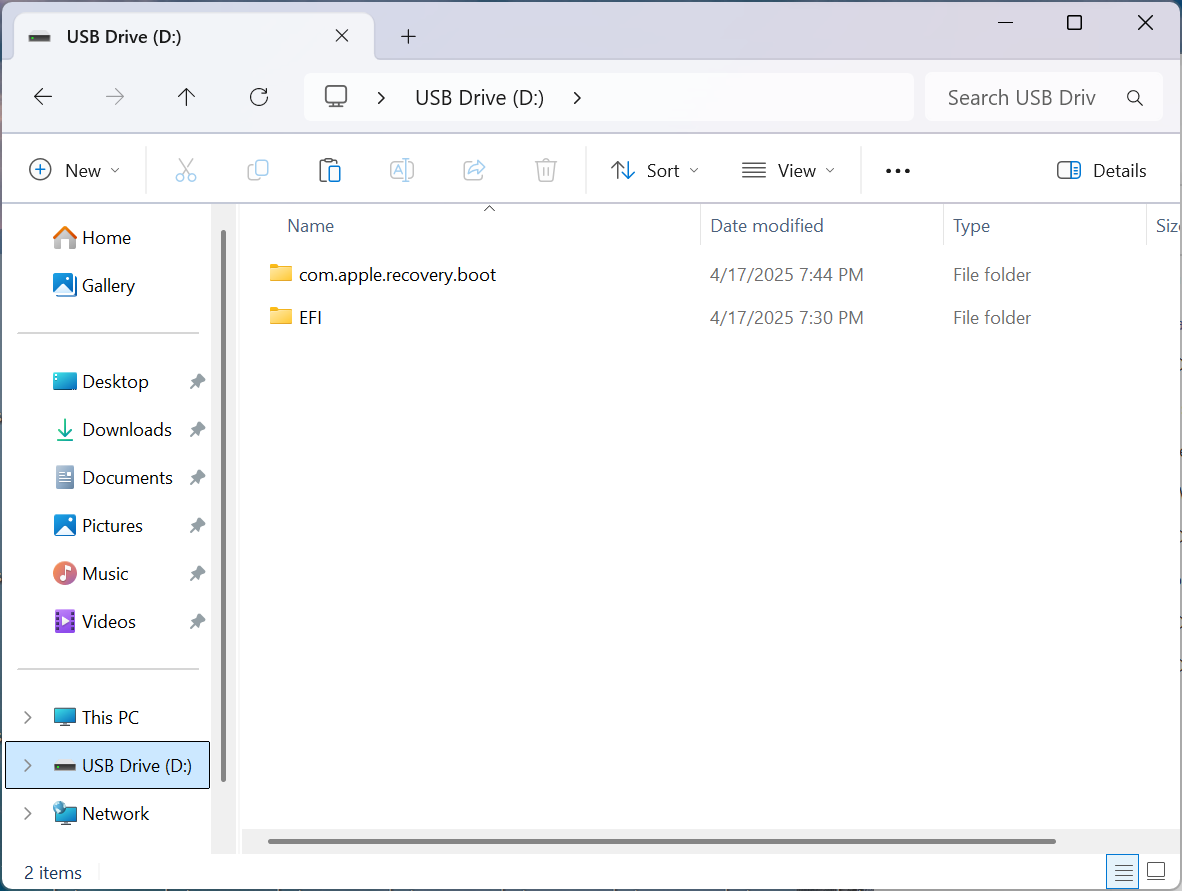 USB Drive (D:)
USB Drive (D:)
Search USB Driv
New
Sort
View
Details
Home
Gallery
Desktop
Downloads
Documents
Pictures
Music
Videos
This PC
USB Drive (D:)
Network
Name Date modified Type Size
com.apple.recovery.boot 4/17/2025 7:44 PM File folder
EFI 4/17/2025 7:30 PM File folder
2 items